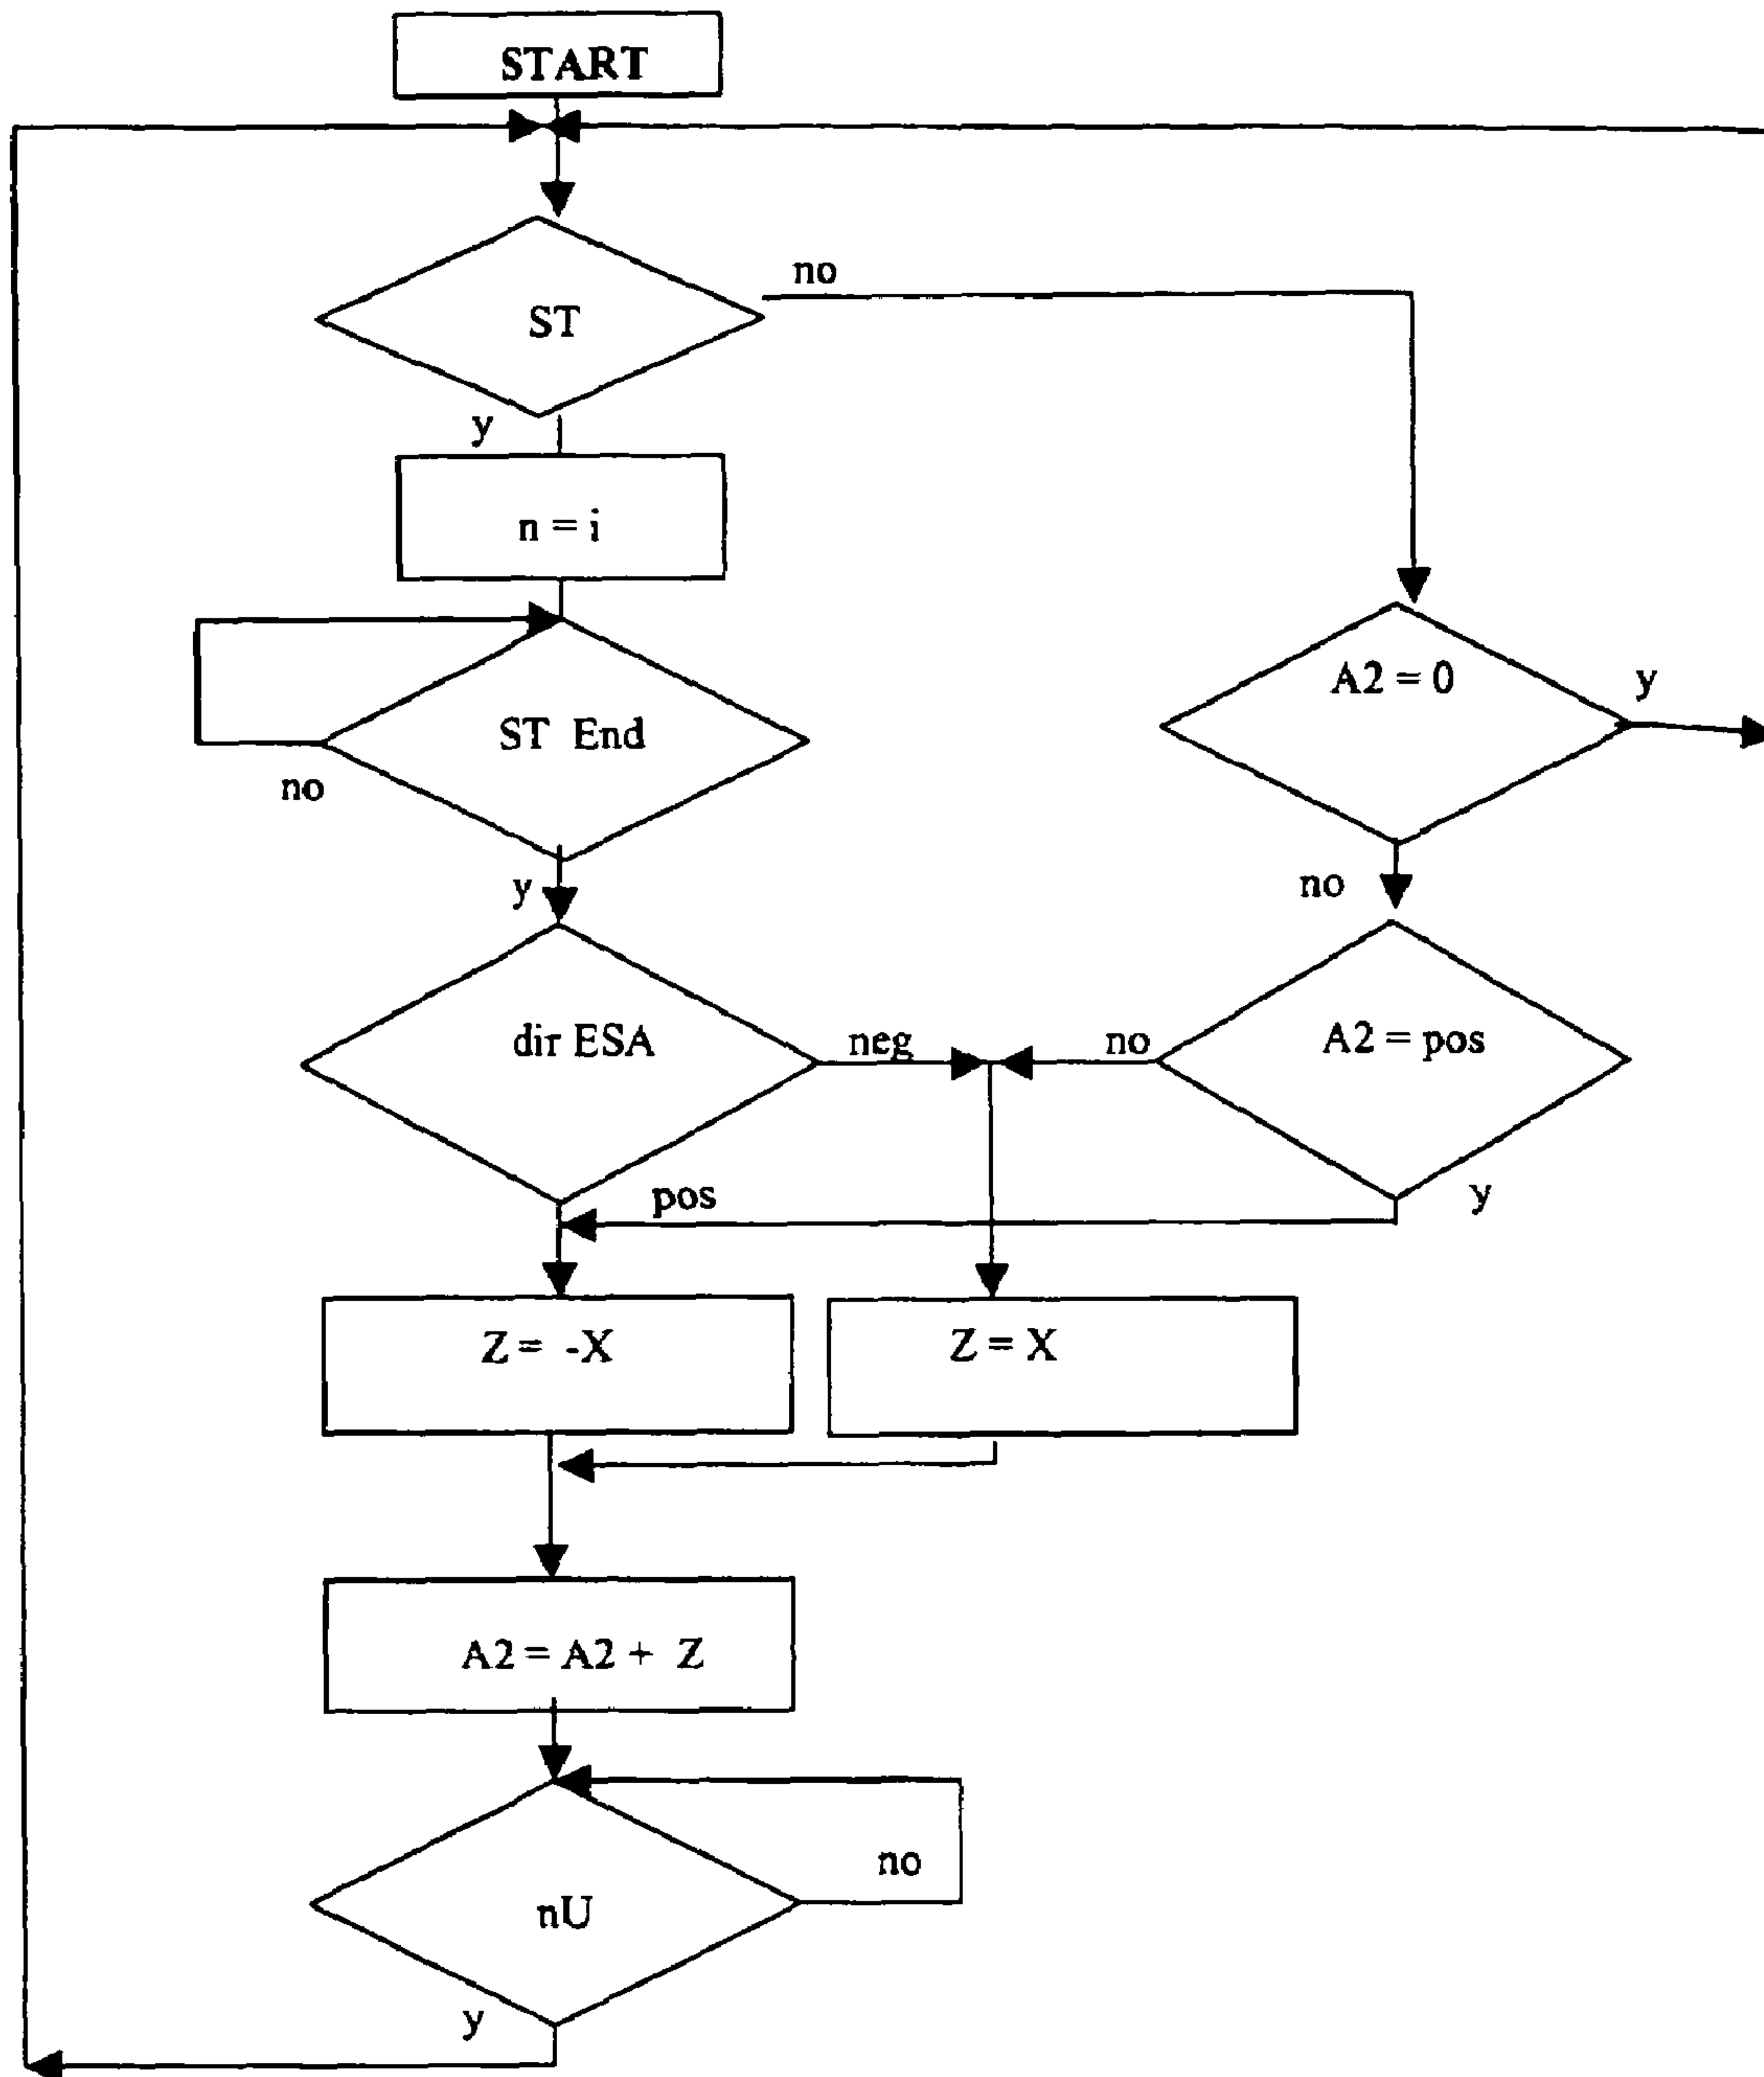 START
no
ST
y
n = i
A2 = 0
y
ST End
no
no
y
dir ESA
neg
no
A2 = pos
pos
y
Z = -X
Z = X
A2 = A2 + Z
no
nU
y